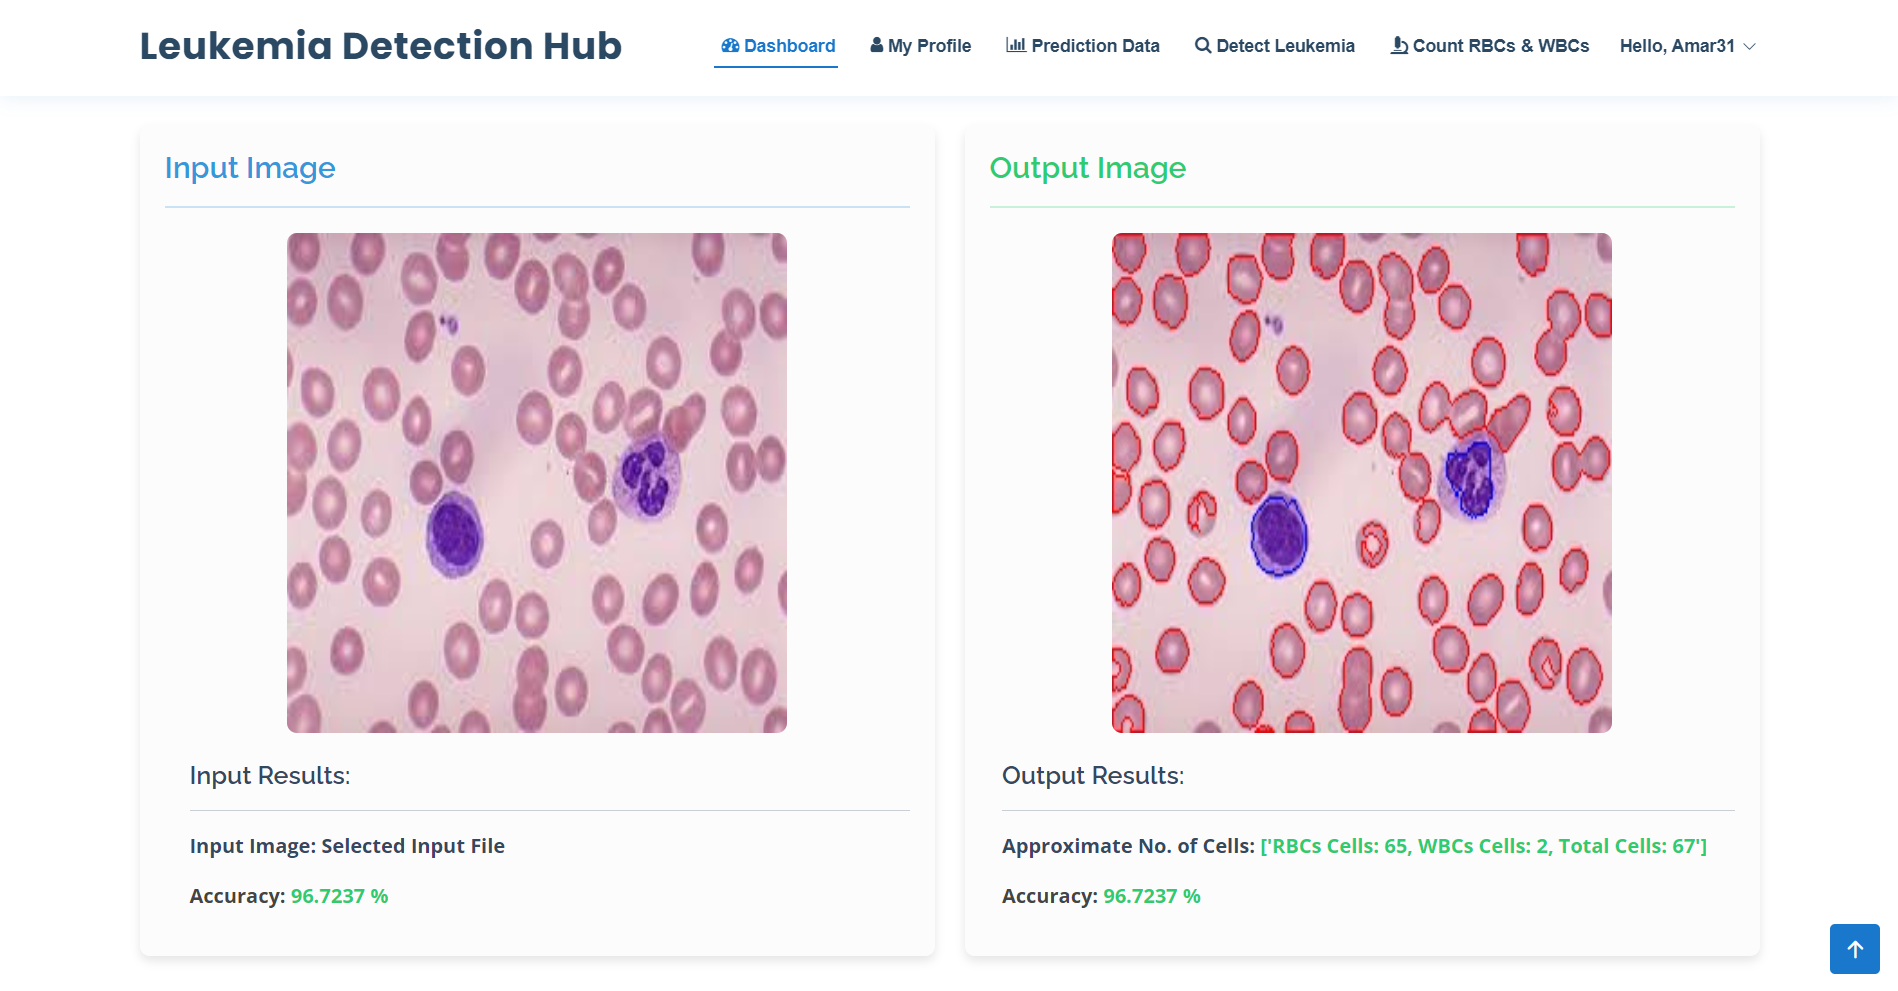 Leukemia Detection Hub
Dashboard
My Profile
Prediction Data
Detect Leukemia
Count RBCs & WBCs
Hello, Amar31
Input Image
Input Results:
Input Image: Selected Input File
Accuracy: 96.7237 %
Output Image
Output Results:
Approximate No. of Cells: ['RBCs Cells: 65, WBCs Cells: 2, Total Cells: 67']
Accuracy: 96.7237 %